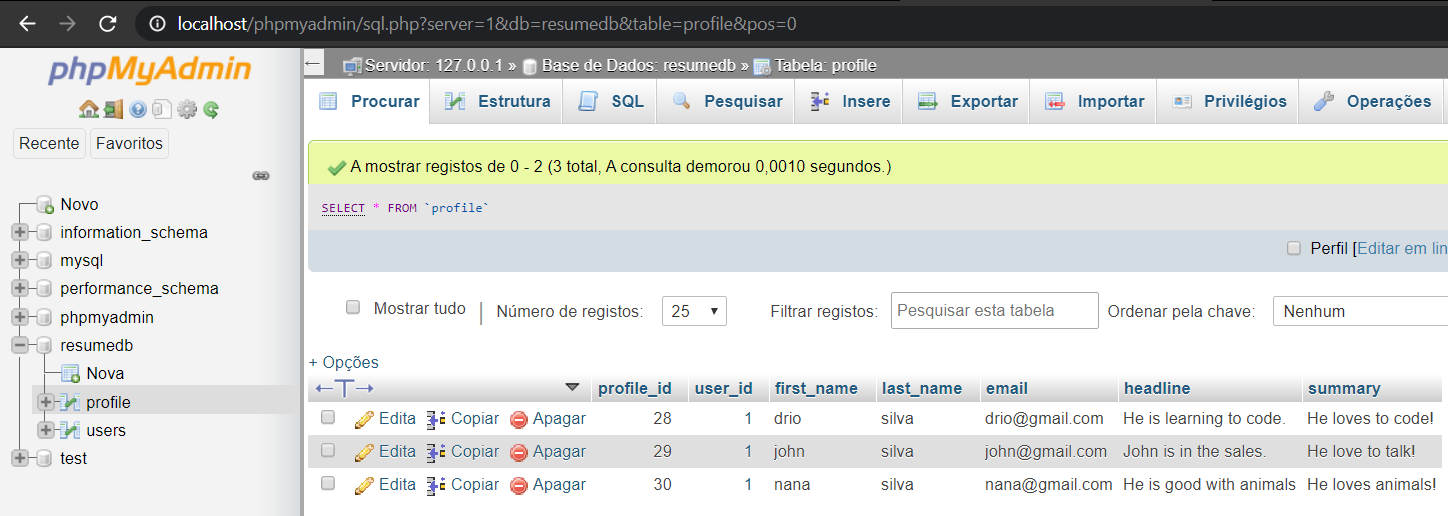 localhost/phpmyadmin/sql.php?server=1&db=resumedb&table=profile&pos=0
phpMyAdmin
Recente Favoritos
Novo
information_schema
mysql
performance_schema
phpmyadmin
resumedb
Nova
profile
users
test
Servidor: 127.0.0.1 » Base de Dados: resumedb » Tabela: profile
Procurar Estrutura SQL Pesquisar Insere Exportar Importar Privilégios Operações
A mostrar registos de 0 - 2 (3 total, A consulta demorou 0,0010 segundos.)
SELECT * FROM `profile`
Perfil [Editar em lin
Mostrar tudo | Número de registos: 25 Filtrar registos: Pesquisar esta tabela Ordenar pela chave: Nenhum
+ Opções
←T→ profile_id user_id first_name last_name email headline summary
Edita Copiar Apagar 28 1 drio silva drio@gmail.com He is learning to code. He loves to code!
Edita Copiar Apagar 29 1 john silva john@gmail.com John is in the sales. He love to talk!
Edita Copiar Apagar 30 1 nana silva nana@gmail.com He is good with animals He loves animals!